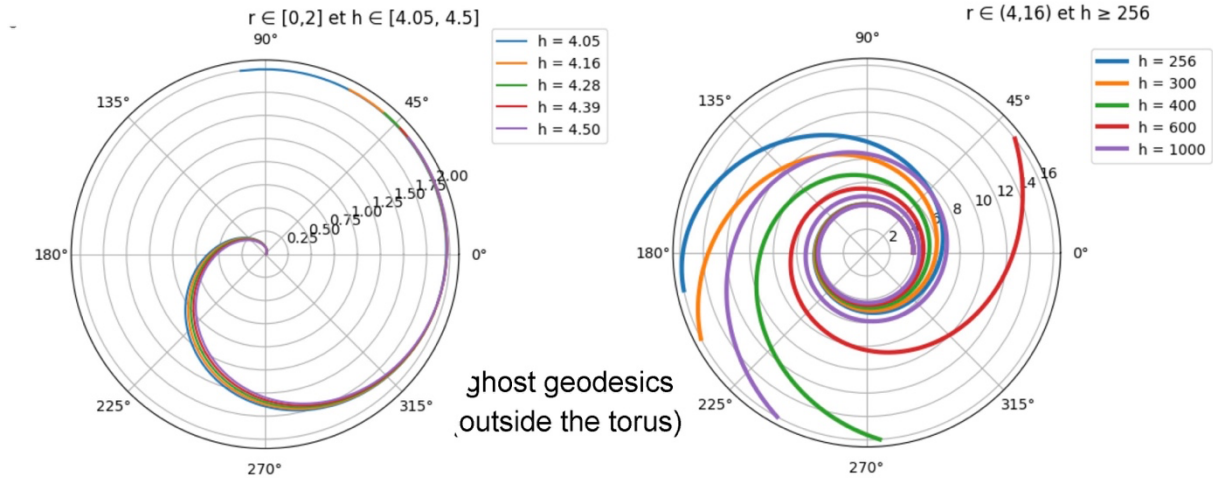 r ∈ [0,2] et h ∈ [4.05, 4.5]
90°
135°
45°
180°
0°
225°
315°
270°
0.25
0.50
0.75
1.00
1.25
1.50
1.75
2.00
h = 4.05
h = 4.16
h = 4.28
h = 4.39
h = 4.50
ghost geodesics
(outside the torus)
r ∈ (4,16) et h ≥ 256
90°
135°
45°
180°
0°
225°
315°
270°
2
6
8
10
12
14
16
h = 256
h = 300
h = 400
h = 600
h = 1000